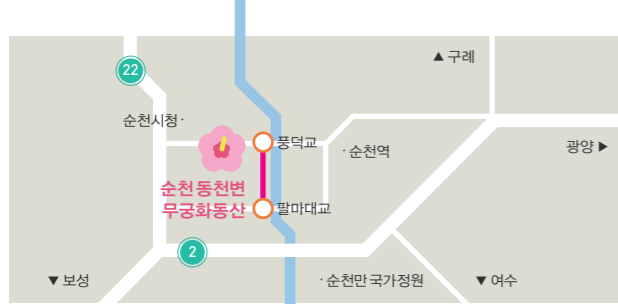 ▲ 구례
22
순천시청 ·
풍덕교
· 순천역
광양 ▶
순천 동천변
무궁화동산
팔마대교
2
▼ 보성
· 순천만 국가정원
▼ 여수